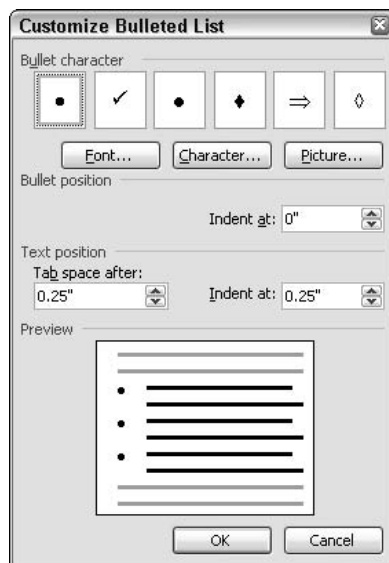 Customize Bulleted List
Bullet character
Font... Character... Picture...
Bullet position
Indent at: 0"
Text position
Tab space after:
0.25" Indent at: 0.25"
Preview
OK Cancel